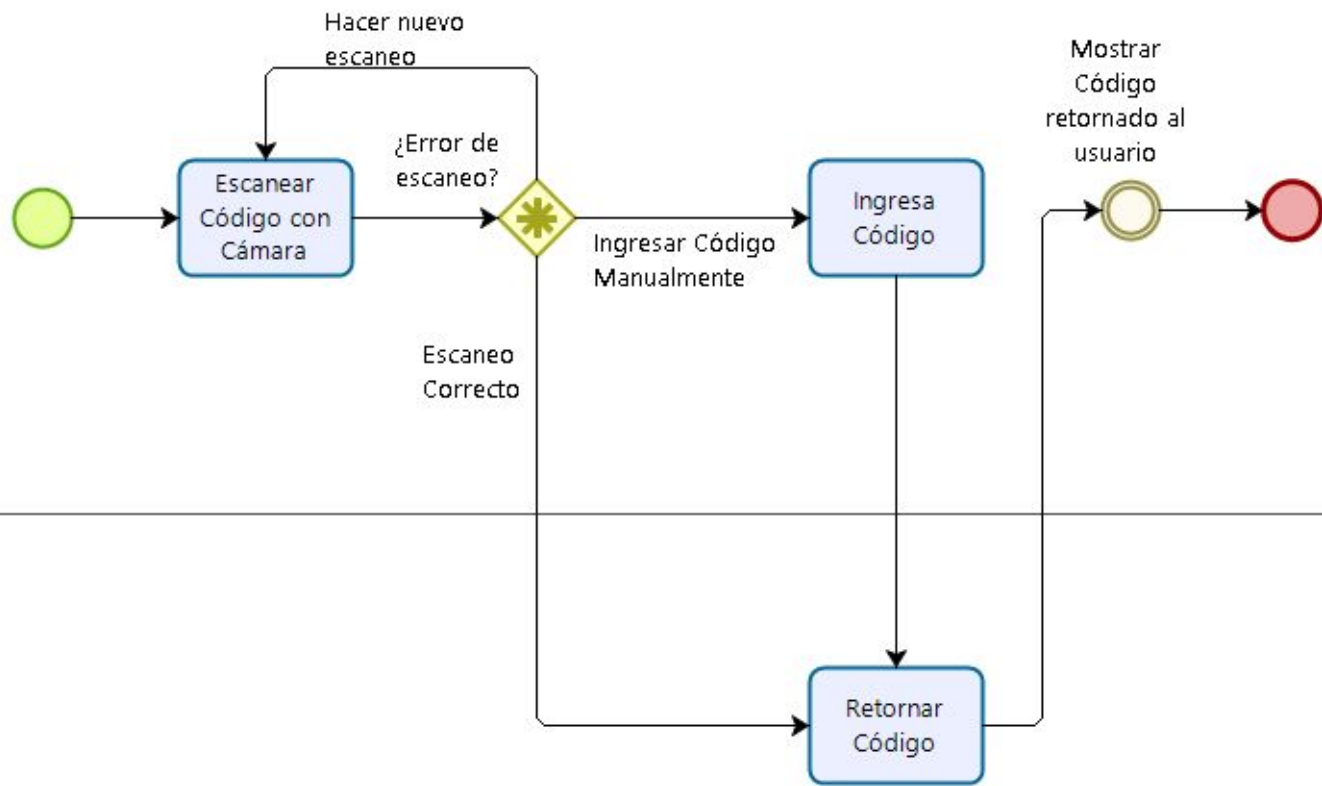 Hacer nuevo
escaneo
Mostrar
Código
retornado al
usuario
¿Error de
escaneo?
Escanear
Código con
Cámara
Ingresa
Código
Ingresar Código
Manualmente
Escaneo
Correcto
Retornar
Código